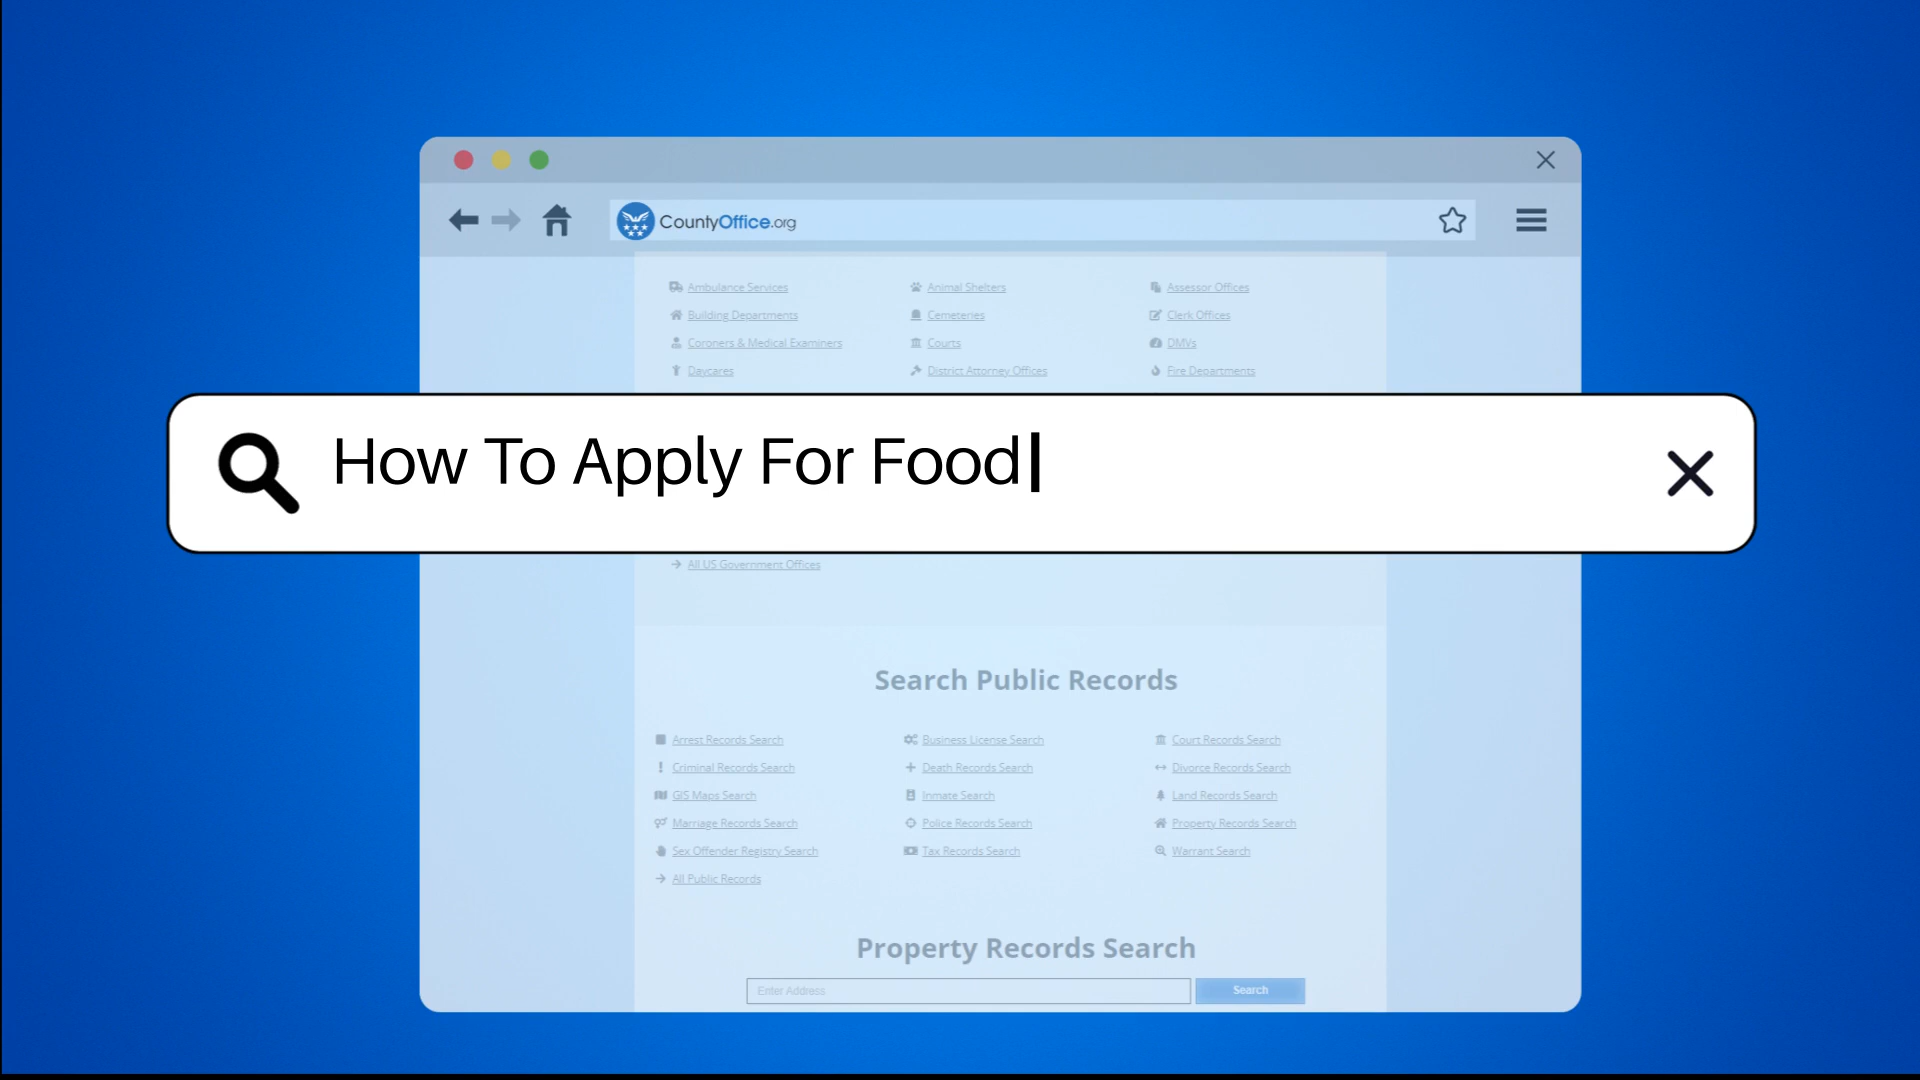 CountyOffice.org
Ambulance Services Animal Shelters Assessor Offices
Building Departments Cemeteries Clerk Offices
Coroners & Medical Examiners Courts DMVs
Daycares District Attorney Offices Fire Departments
How To Apply For Food
All US Government Offices
Search Public Records
Arrest Records Search Business License Search Court Records Search
Criminal Records Search Death Records Search Divorce Records Search
GIS Maps Search Inmate Search Land Records Search
Marriage Records Search Police Records Search Property Records Search
Sex Offender Registry Search Tax Records Search Warrant Search
All Public Records
Property Records Search
Enter Address Search